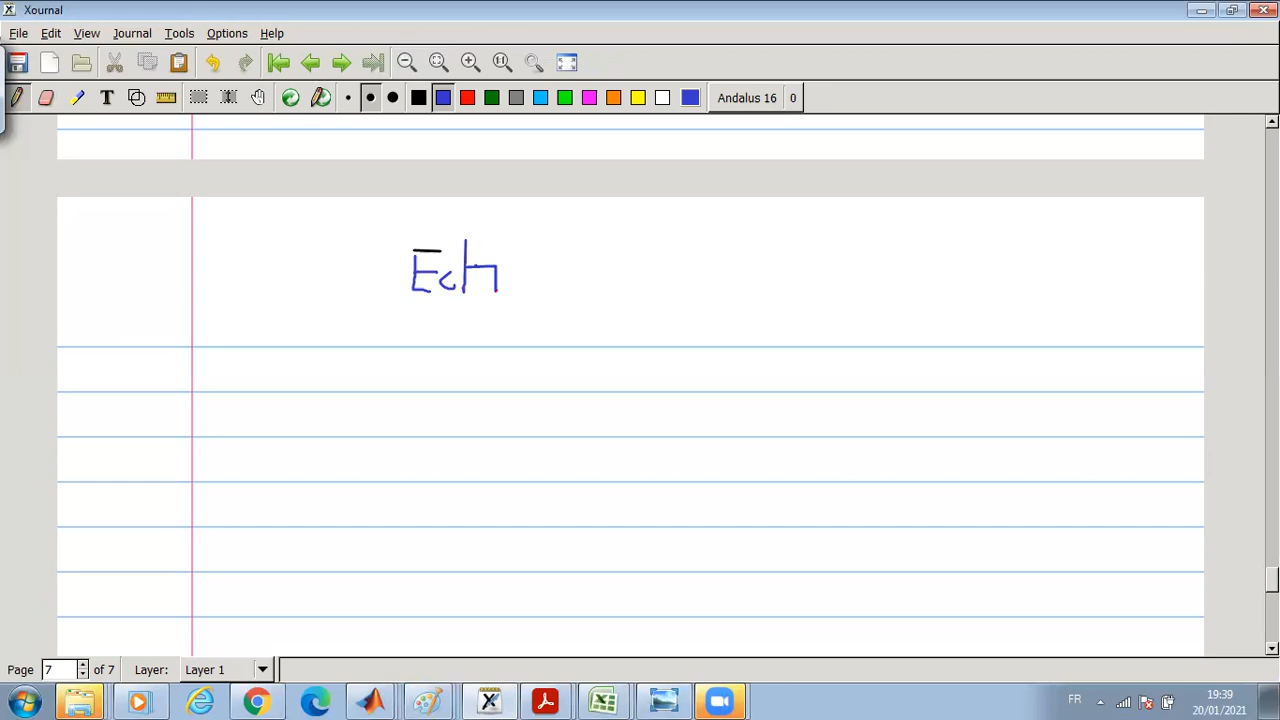 Xournal
File Edit View Journal Tools Options Help
Andalus 16 0
Ech
Page 7 of 7 Layer: Layer 1
FR 19:39
20/01/2021